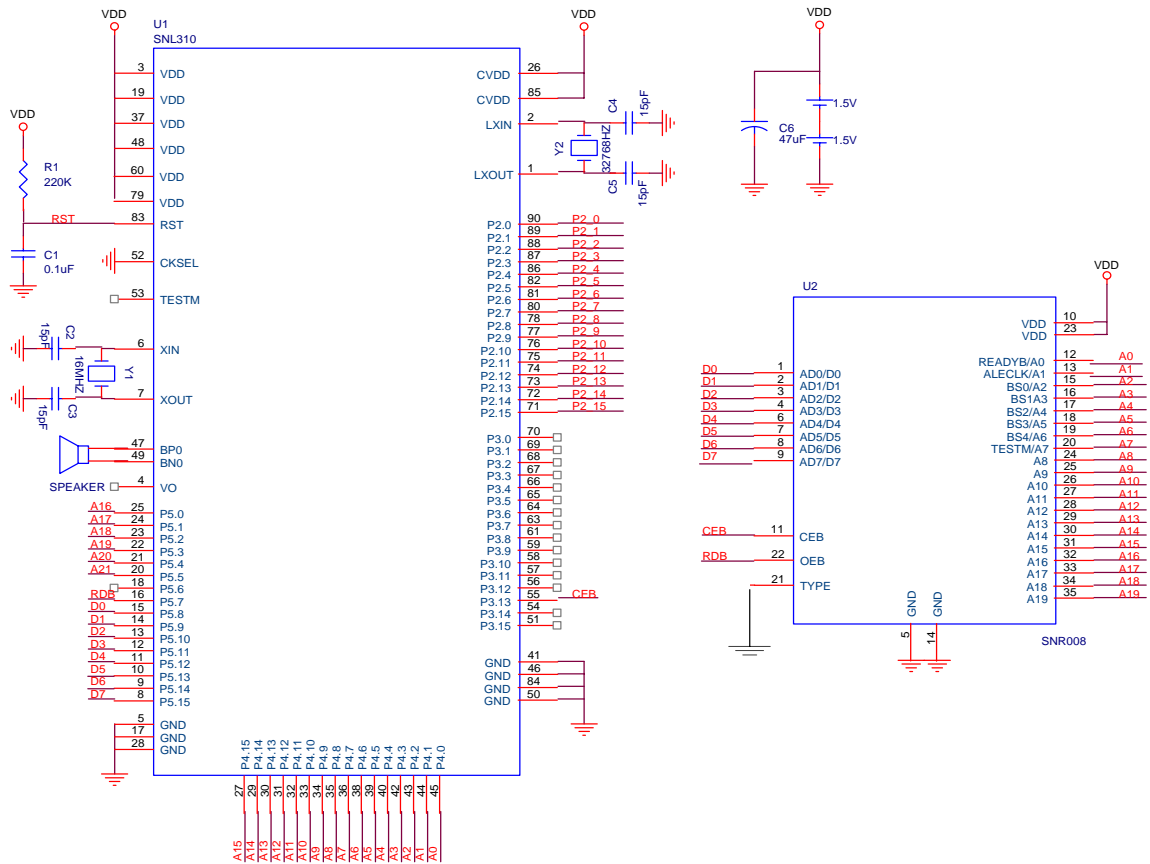 VDD
U1
SNL310
VDD
VDD
3 VDD
19 VDD
37 VDD
48 VDD
60 VDD
79 VDD
VDD
R1
220K
RST 83 RST
C1
0.1uF
52 CKSEL
53 TESTM
C2
15pF
6 XIN
16MHZ
Y1
7 XOUT
C3
15pF
47 BP0
49 BN0
SPEAKER
4 VO
A16 25 P5.0
A17 24 P5.1
A18 23 P5.2
A19 22 P5.3
A20 21 P5.4
A21 20 P5.5
18 P5.6
RDB 16 P5.7
D0 15 P5.8
D1 14 P5.9
D2 13 P5.10
D3 12 P5.11
D4 11 P5.12
D5 10 P5.13
D6 9 P5.14
D7 8 P5.15
5 GND
17 GND
28 GND
CVDD 26
CVDD 85
LXIN 2
C4
15pF
Y2
32768HZ
LXOUT 1
C5
15pF
P2.0 90 P2_0
P2.1 89 P2_1
P2.2 88 P2_2
P2.3 87 P2_3
P2.4 86 P2_4
P2.5 82 P2_5
P2.6 81 P2_6
P2.7 80 P2_7
P2.8 78 P2_8
P2.9 77 P2_9
P2.10 76 P2_10
P2.11 75 P2_11
P2.12 74 P2_12
P2.13 73 P2_13
P2.14 72 P2_14
P2.15 71 P2_15
P3.0 70
P3.1 69
P3.2 68
P3.3 67
P3.4 66
P3.5 65
P3.6 64
P3.7 63
P3.8 61
P3.9 59
P3.10 58
P3.11 57
P3.12 56
P3.13 55 CEB
P3.14 54
P3.15 51
GND 41
GND 46
GND 84
GND 50
P4.15 P4.14 P4.13 P4.12 P4.11 P4.10 P4.9 P4.8 P4.7 P4.6 P4.5 P4.4 P4.3 P4.2 P4.1 P4.0
27 29 30 31 32 33 34 35 36 38 39 40 42 43 44 45
A15 A14 A13 A12 A11 A10 A9 A8 A7 A6 A5 A4 A3 A2 A1 A0
1.5V
C6
47uF
1.5V
VDD
U2
D0 1 AD0/D0
D1 2 AD1/D1
D2 3 AD2/D2
D3 4 AD3/D3
D4 6 AD4/D4
D5 7 AD5/D5
D6 8 AD6/D6
D7 9 AD7/D7
CEB 11 CEB
RDB 22 OEB
21 TYPE
VDD 10
VDD 23
READYB/A0 12 A0
ALECLK/A1 13 A1
BS0/A2 15 A2
BS1A3 16 A3
BS2/A4 17 A4
BS3/A5 18 A5
BS4/A6 19 A6
TESTM/A7 20 A7
A8 24 A8
A9 25 A9
A10 26 A10
A11 27 A11
A12 28 A12
A13 29 A13
A14 30 A14
A15 31 A15
A16 32 A16
A17 33 A17
A18 34 A18
A19 35 A19
GND GND
5 14
SNR008